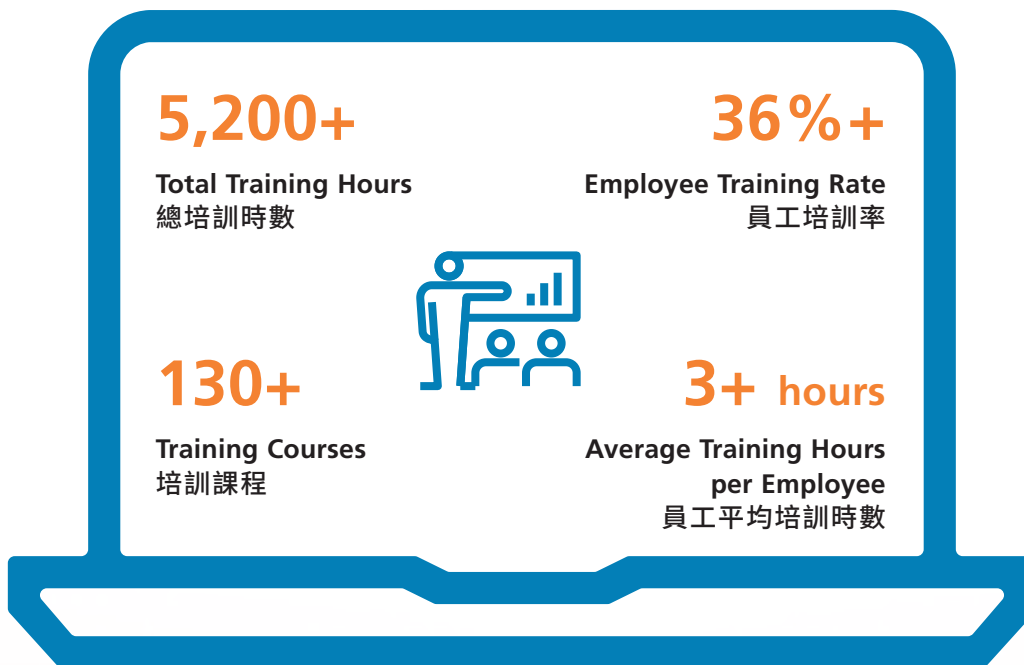 5,200+
Total Training Hours
總培訓時數
36%+
Employee Training Rate
員工培訓率
130+
Training Courses
培訓課程
3+ hours
Average Training Hours
per Employee
員工平均培訓時數